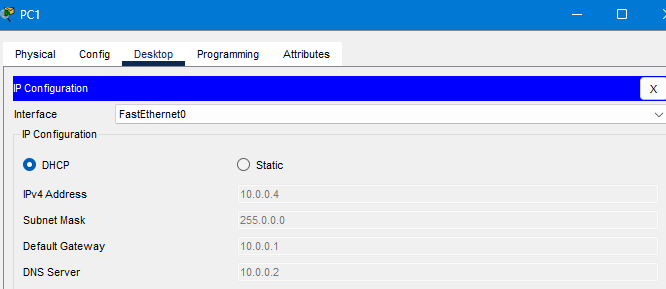 PC1
Physical Config Desktop Programming Attributes
IP Configuration X
Interface FastEthernet0
IP Configuration
DHCP Static
IPv4 Address 10.0.0.4
Subnet Mask 255.0.0.0
Default Gateway 10.0.0.1
DNS Server 10.0.0.2